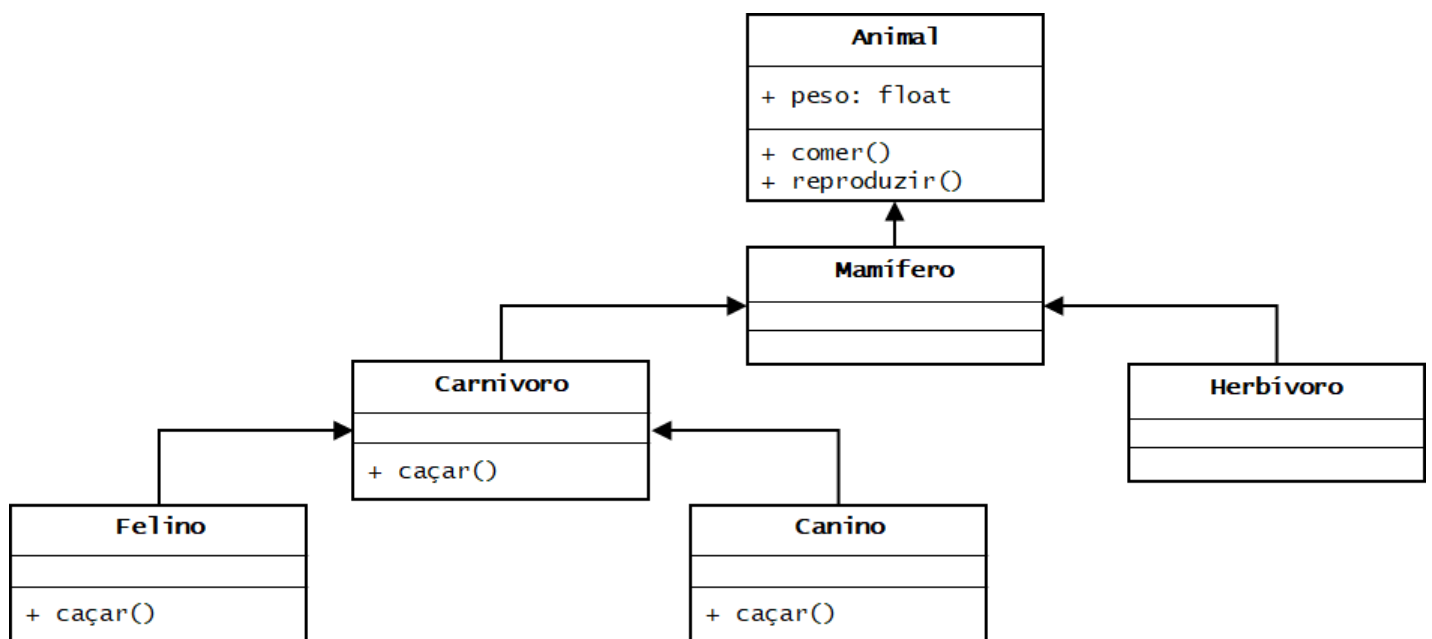 Animal
+ peso: float
+ comer()
+ reproduzir()
Mamífero
Carnivoro
+ caçar()
Herbívoro
Felino
+ caçar()
Canino
+ caçar()